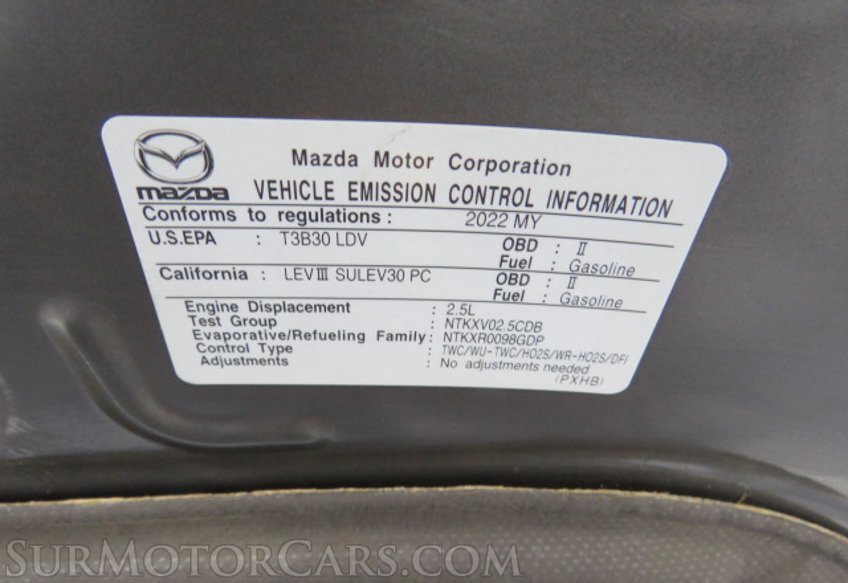 Mazda Motor Corporation
mazda VEHICLE EMISSION CONTROL INFORMATION
Conforms to regulations : 2022 MY
U.S.EPA : T3B30 LDV OBD : II
Fuel : Gasoline
California : LEV III SULEV30 PC OBD : II
Fuel : Gasoline
Engine Displacement : 2.5L
Test Group : NTKXV02.5CDB
Evaporative/Refueling Family: NTKXR0098GDP
Control Type : TWC/WU-TWC/HO2S/WR-HO2S/DFI
Adjustments : No adjustments needed
(PXHB)
SurMotorCars.com